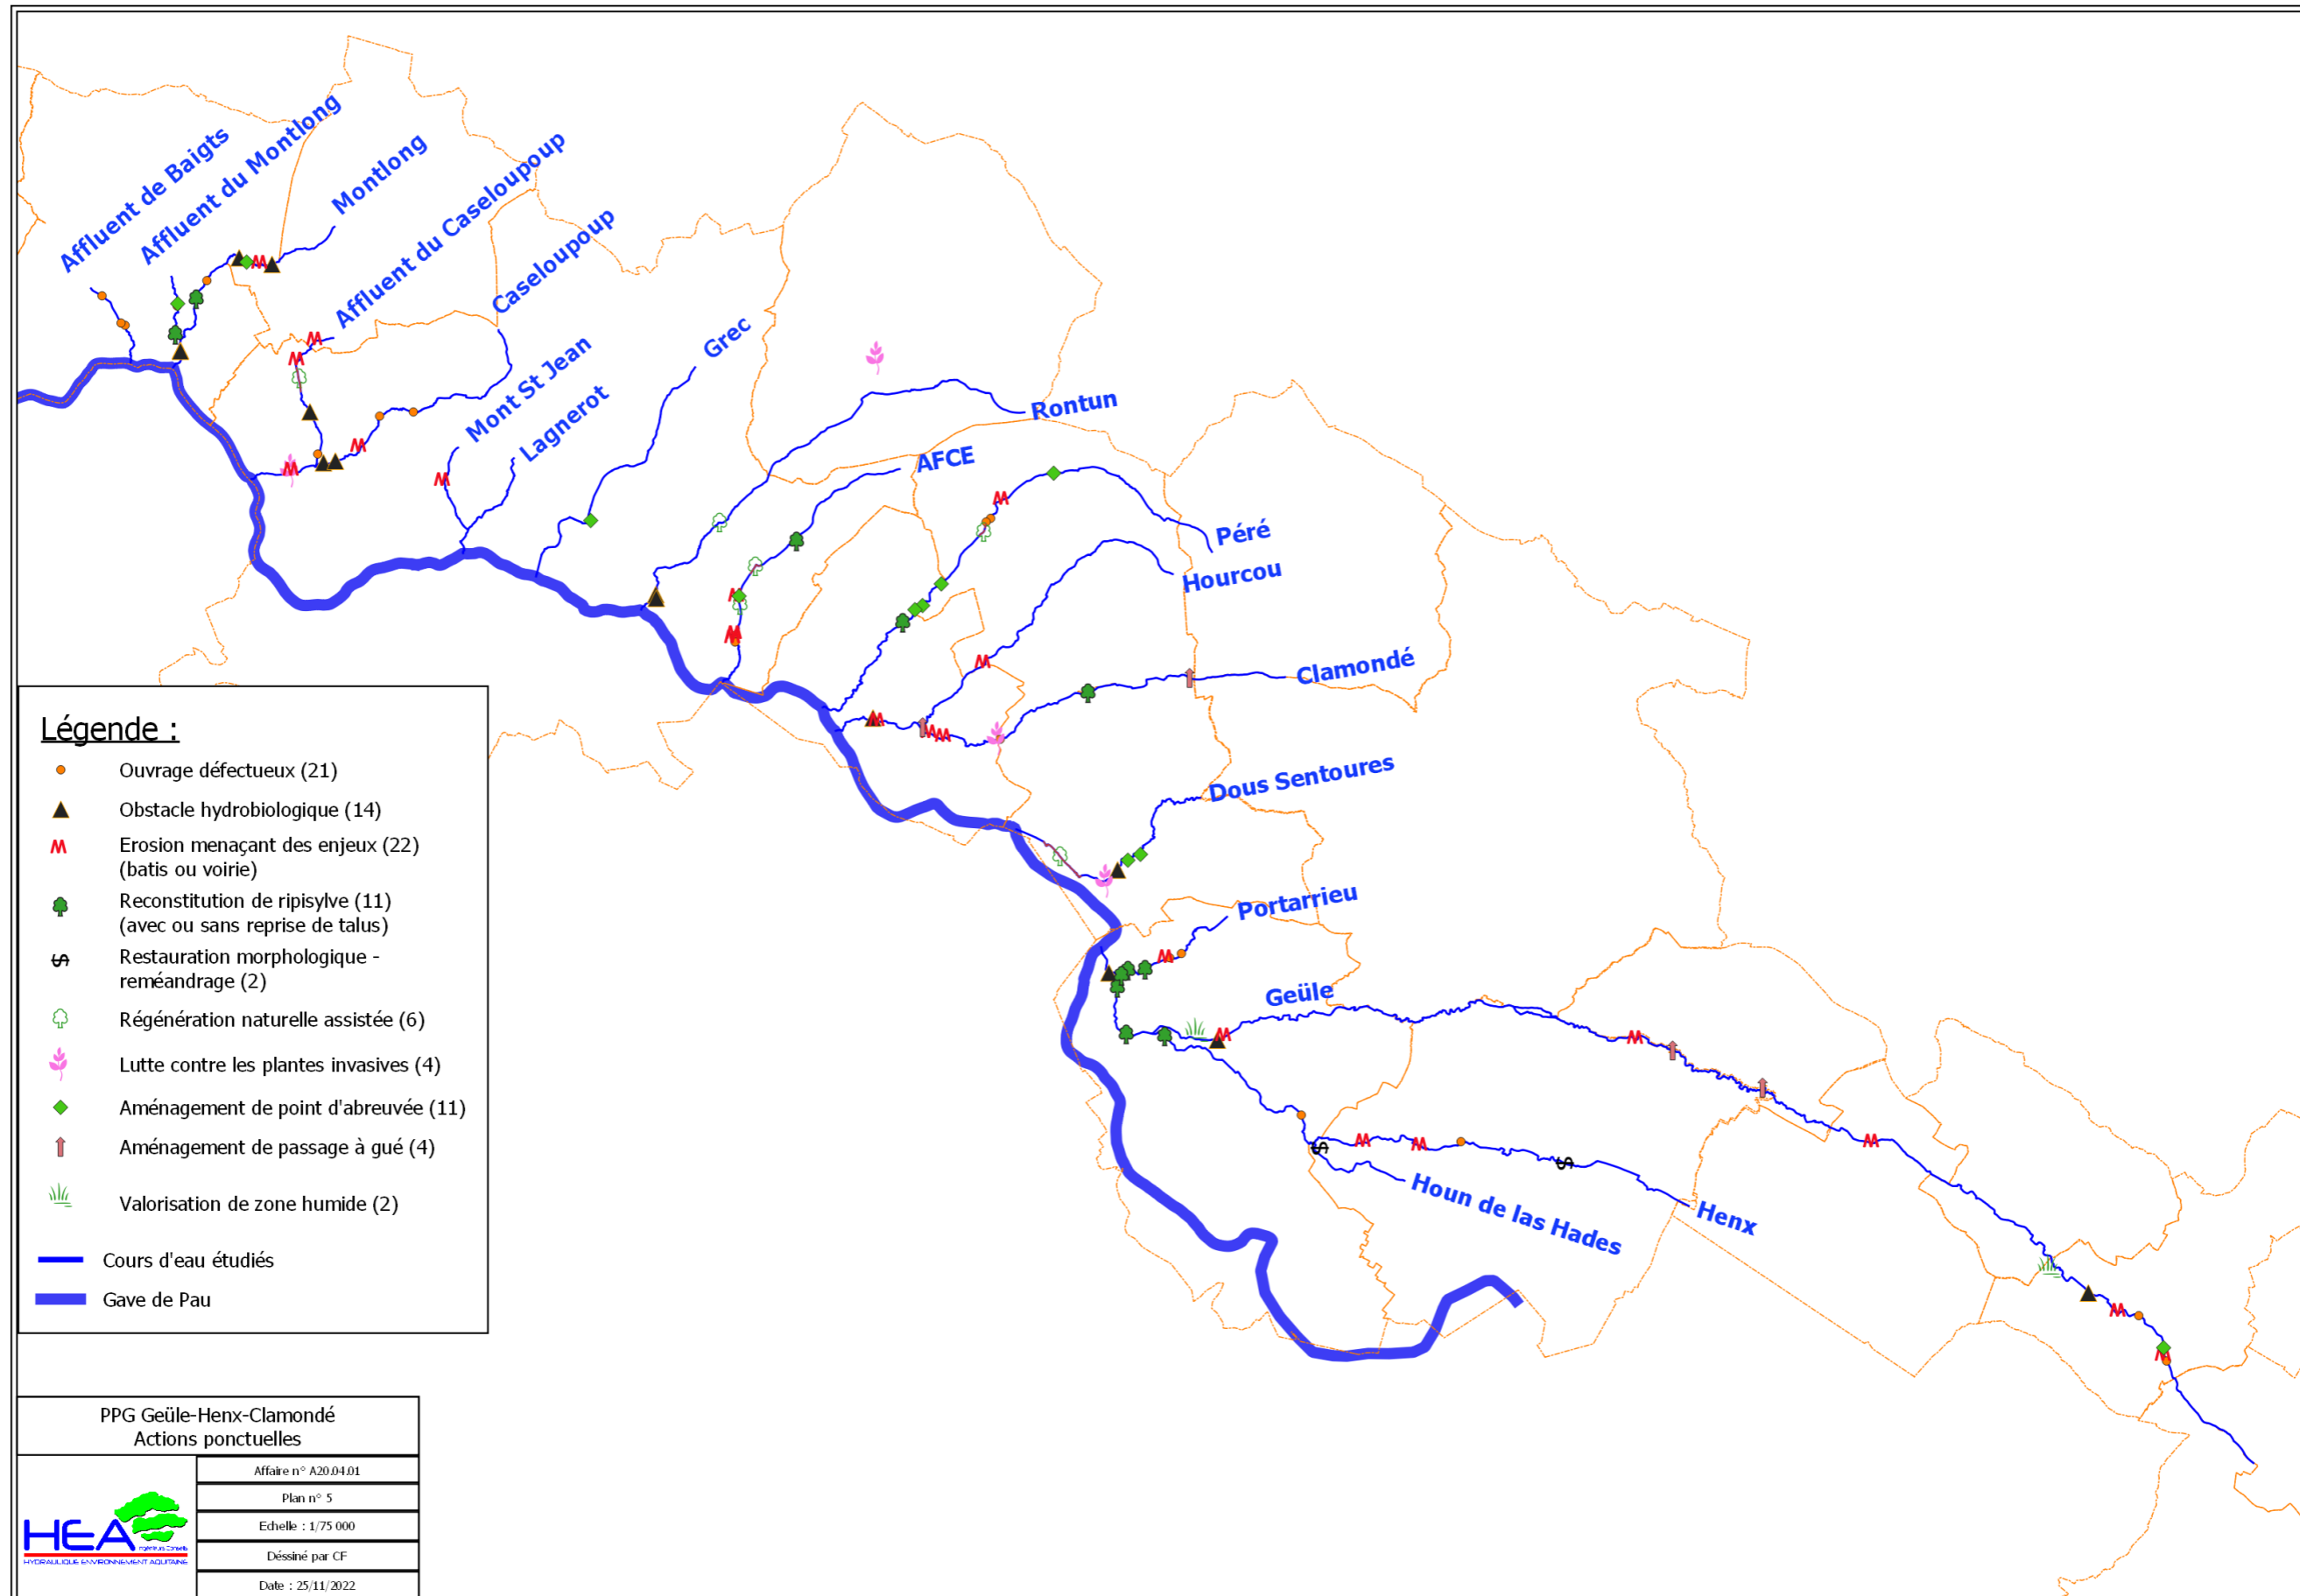 Affluent de Baigts
Affluent du Montlong
Montlong
Affluent du Caseloupoup
Caseloupoup
Mont St Jean
Lagnerot
Grec
Rontun
AFCE
Péré
Hourcou
Clamondé
Dous Sentoures
Portarrieu
Geüle
Houn de las Hades
Henx
Légende :
Ouvrage défectueux (21)
Obstacle hydrobiologique (14)
Erosion menaçant des enjeux (22)
(batis ou voirie)
Reconstitution de ripisylve (11)
(avec ou sans reprise de talus)
Restauration morphologique -
reméandrage (2)
Régénération naturelle assistée (6)
Lutte contre les plantes invasives (4)
Aménagement de point d'abreuvée (11)
Aménagement de passage à gué (4)
Valorisation de zone humide (2)
Cours d'eau étudiés
Gave de Pau
PPG Geüle-Henx-Clamondé
Actions ponctuelles
Affaire n° A20.04.01
Plan n° 5
Echelle : 1/75 000
Déssiné par CF
Date : 25/11/2022
HEA
Ingénieurs Conseils
HYDRAULIQUE ENVIRONNEMENT AQUITAINE